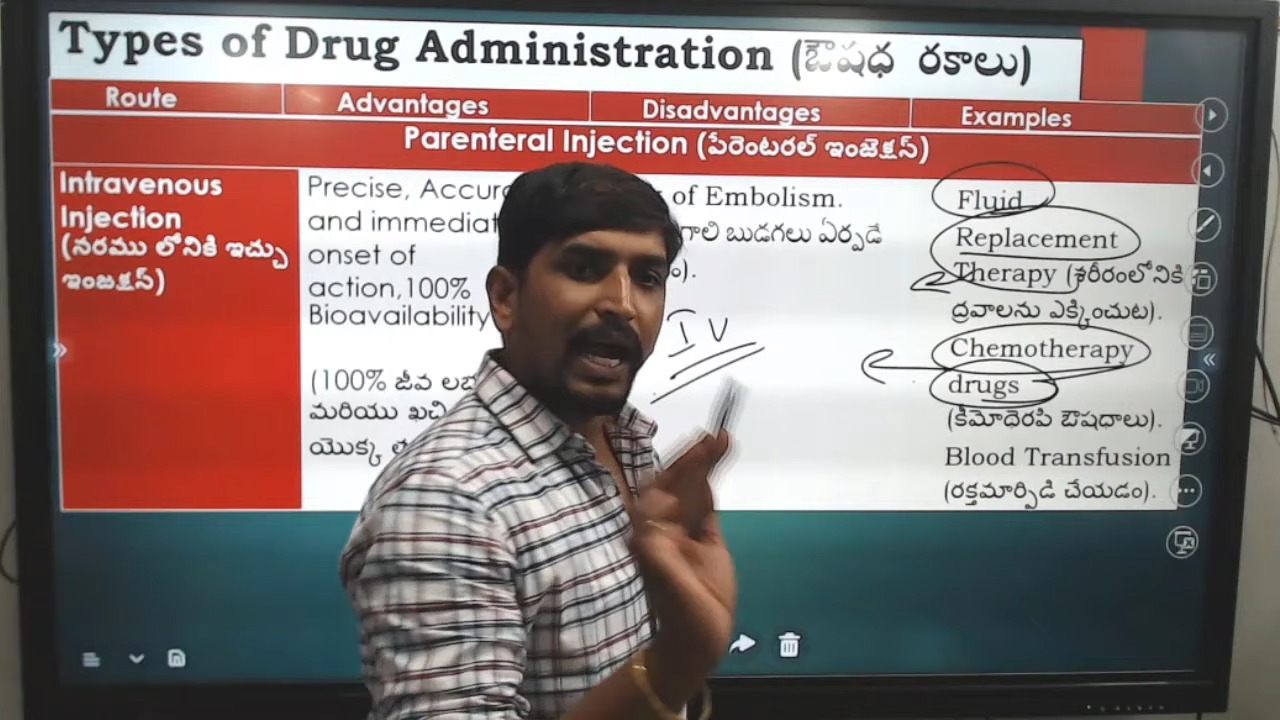 Types of Drug Administration (ఔషధ రకాలు)
Route Advantages Disadvantages Examples
Parenteral Injection (పేరెంటరల్ ఇంజెక్షన్)
Intravenous
Injection
(నరము లోనికి ఇచ్చు
ఇంజక్షన్)
Precise,
and
onset of
action,100%
Bioavailability
(100% జీవ
మరియు
యొక్క
of Embolism.
గాలి బుడగలు ఏర్పడే
IV
Fluid
Replacement
Therapy (శరీరంలోనికి
ద్రవాలను ఎక్కించుట).
Chemotherapy
drugs
(కీమోథెరపి ఔషధాలు).
Blood Transfusion
(రక్తమార్పిడి చేయడం).